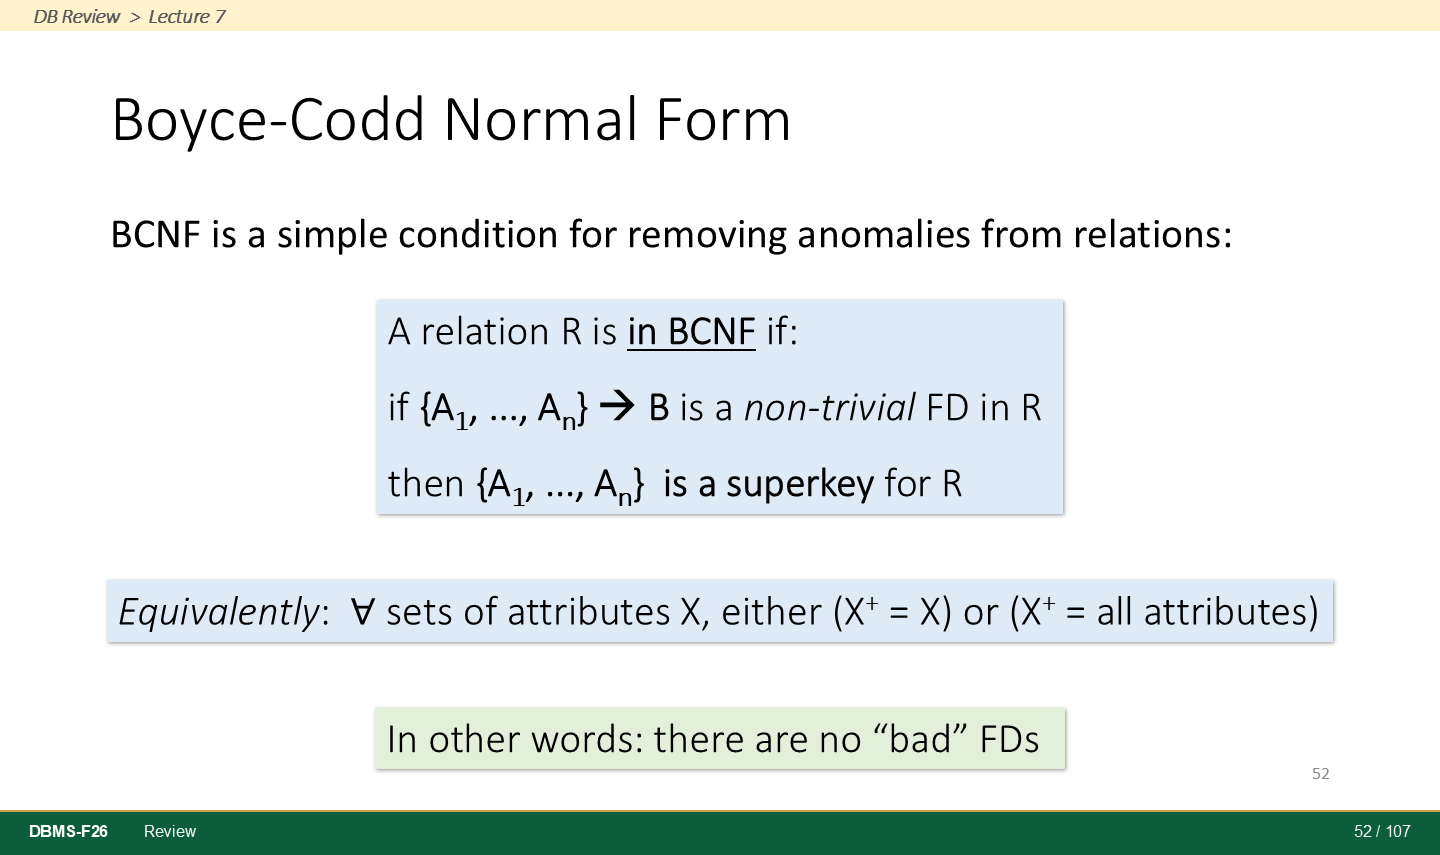 DB Review > Lecture 7
Boyce-Codd Normal Form
BCNF is a simple condition for removing anomalies from relations:
A relation R is in BCNF if:
if {A1, ..., An} → B is a non-trivial FD in R
then {A1, ..., An} is a superkey for R
Equivalently: ∀ sets of attributes X, either (X+ = X) or (X+ = all attributes)
In other words: there are no “bad” FDs
52
DBMS-F26 Review 52 / 107